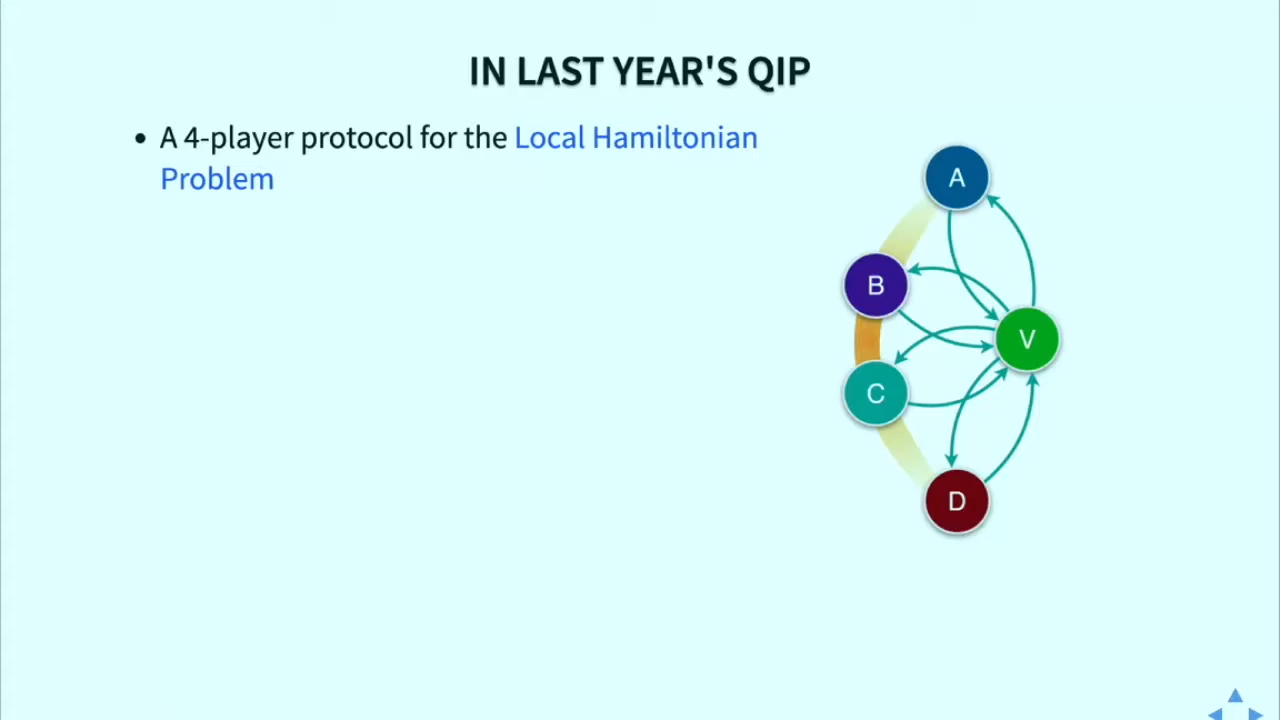 IN LAST YEAR'S QIP
• A 4-player protocol for the Local Hamiltonian
Problem
A
B
V
C
D